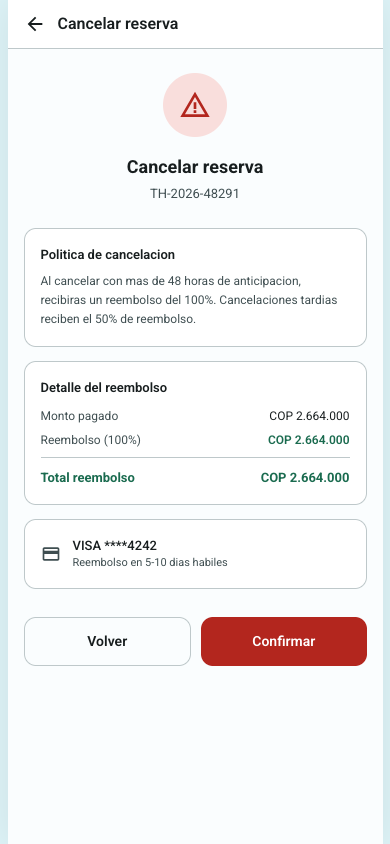 Cancelar reserva
Cancelar reserva
TH-2026-48291
Politica de cancelacion
Al cancelar con mas de 48 horas de anticipacion,
recibiras un reembolso del 100%. Cancelaciones tardias
reciben el 50% de reembolso.
Detalle del reembolso
Monto pagado COP 2.664.000
Reembolso (100%) COP 2.664.000
Total reembolso COP 2.664.000
VISA ****4242
Reembolso en 5-10 dias habiles
Volver Confirmar